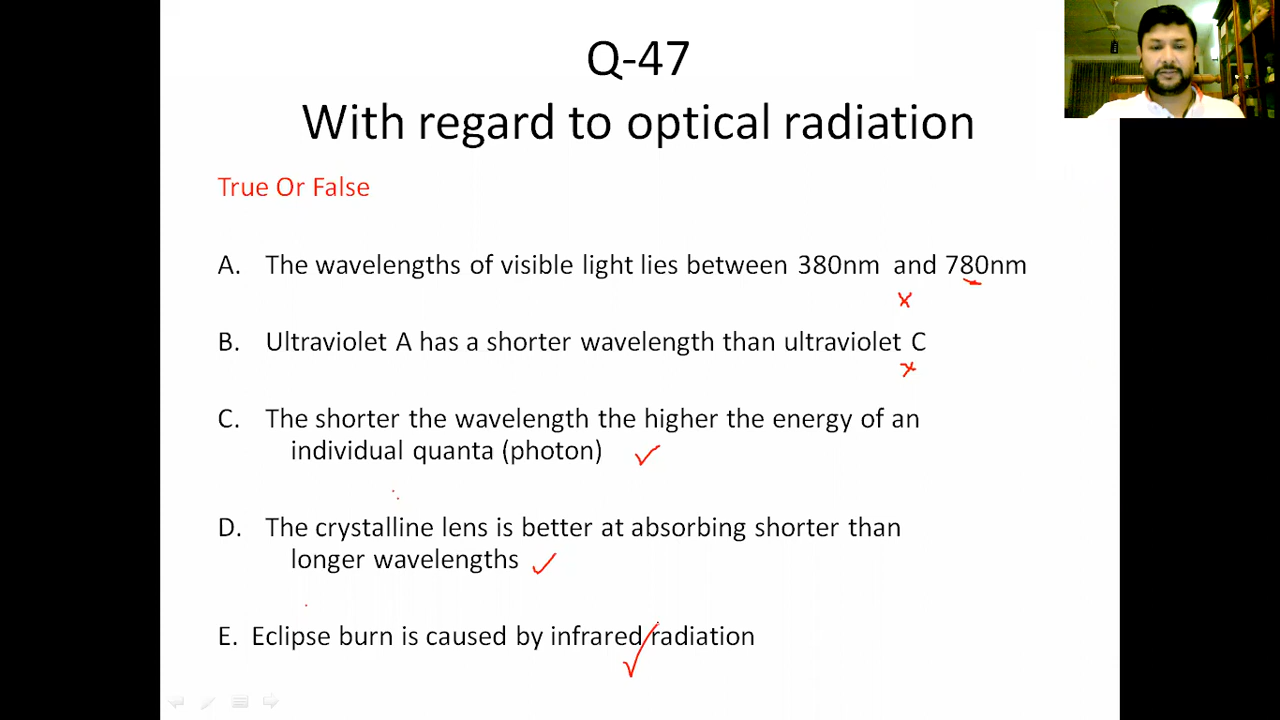 Q-47
With regard to optical radiation
True Or False
A. The wavelengths of visible light lies between 380nm and 780nm
B. Ultraviolet A has a shorter wavelength than ultraviolet C
C. The shorter the wavelength the higher the energy of an
individual quanta (photon)
D. The crystalline lens is better at absorbing shorter than
longer wavelengths
E. Eclipse burn is caused by infrared radiation